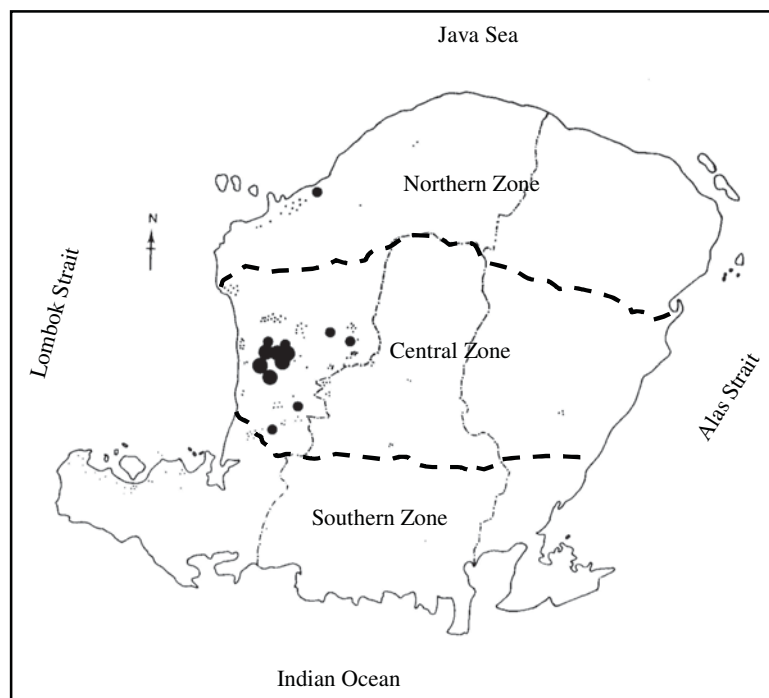 Java Sea
Northern Zone
N
Lombok Strait
Central Zone
Alas Strait
Southern Zone
Indian Ocean